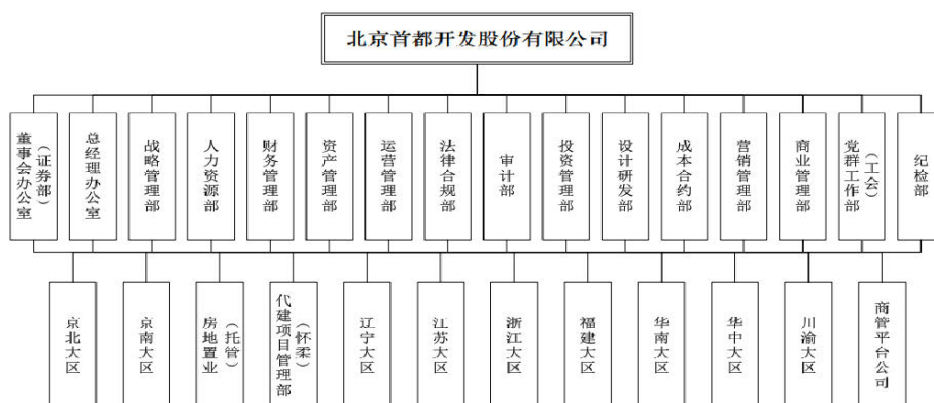 北京首都开发股份有限公司
董事会办公室
（证券部）
总经理办公室
战略管理部
人力资源部
财务管理部
资产管理部
运营管理部
法律合规部
审计部
投资管理部
设计研发部
成本合约部
营销管理部
商业管理部
党群工作部
（工会）
纪检部
京北大区
京南大区
房地置业
（托管）
代建项目管理部
（怀柔）
辽宁大区
江苏大区
浙江大区
福建大区
华南大区
华中大区
川渝大区
商管平台公司